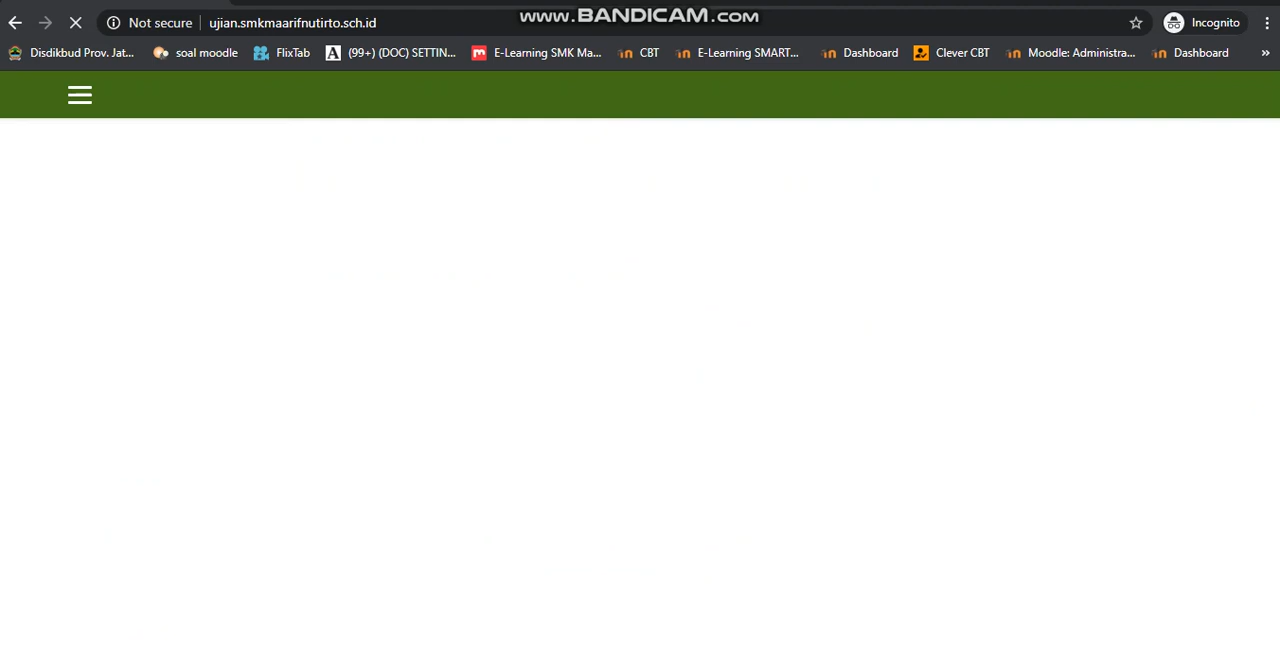 www.BANDICAM.com
Not secure ujian.smkmaarifnutirto.sch.id Incognito
Disdikbud Prov. Jat... soal moodle FlixTab (99+) (DOC) SETTIN... E-Learning SMK Ma... CBT E-Learning SMART... Dashboard Clever CBT Moodle: Administra... Dashboard »